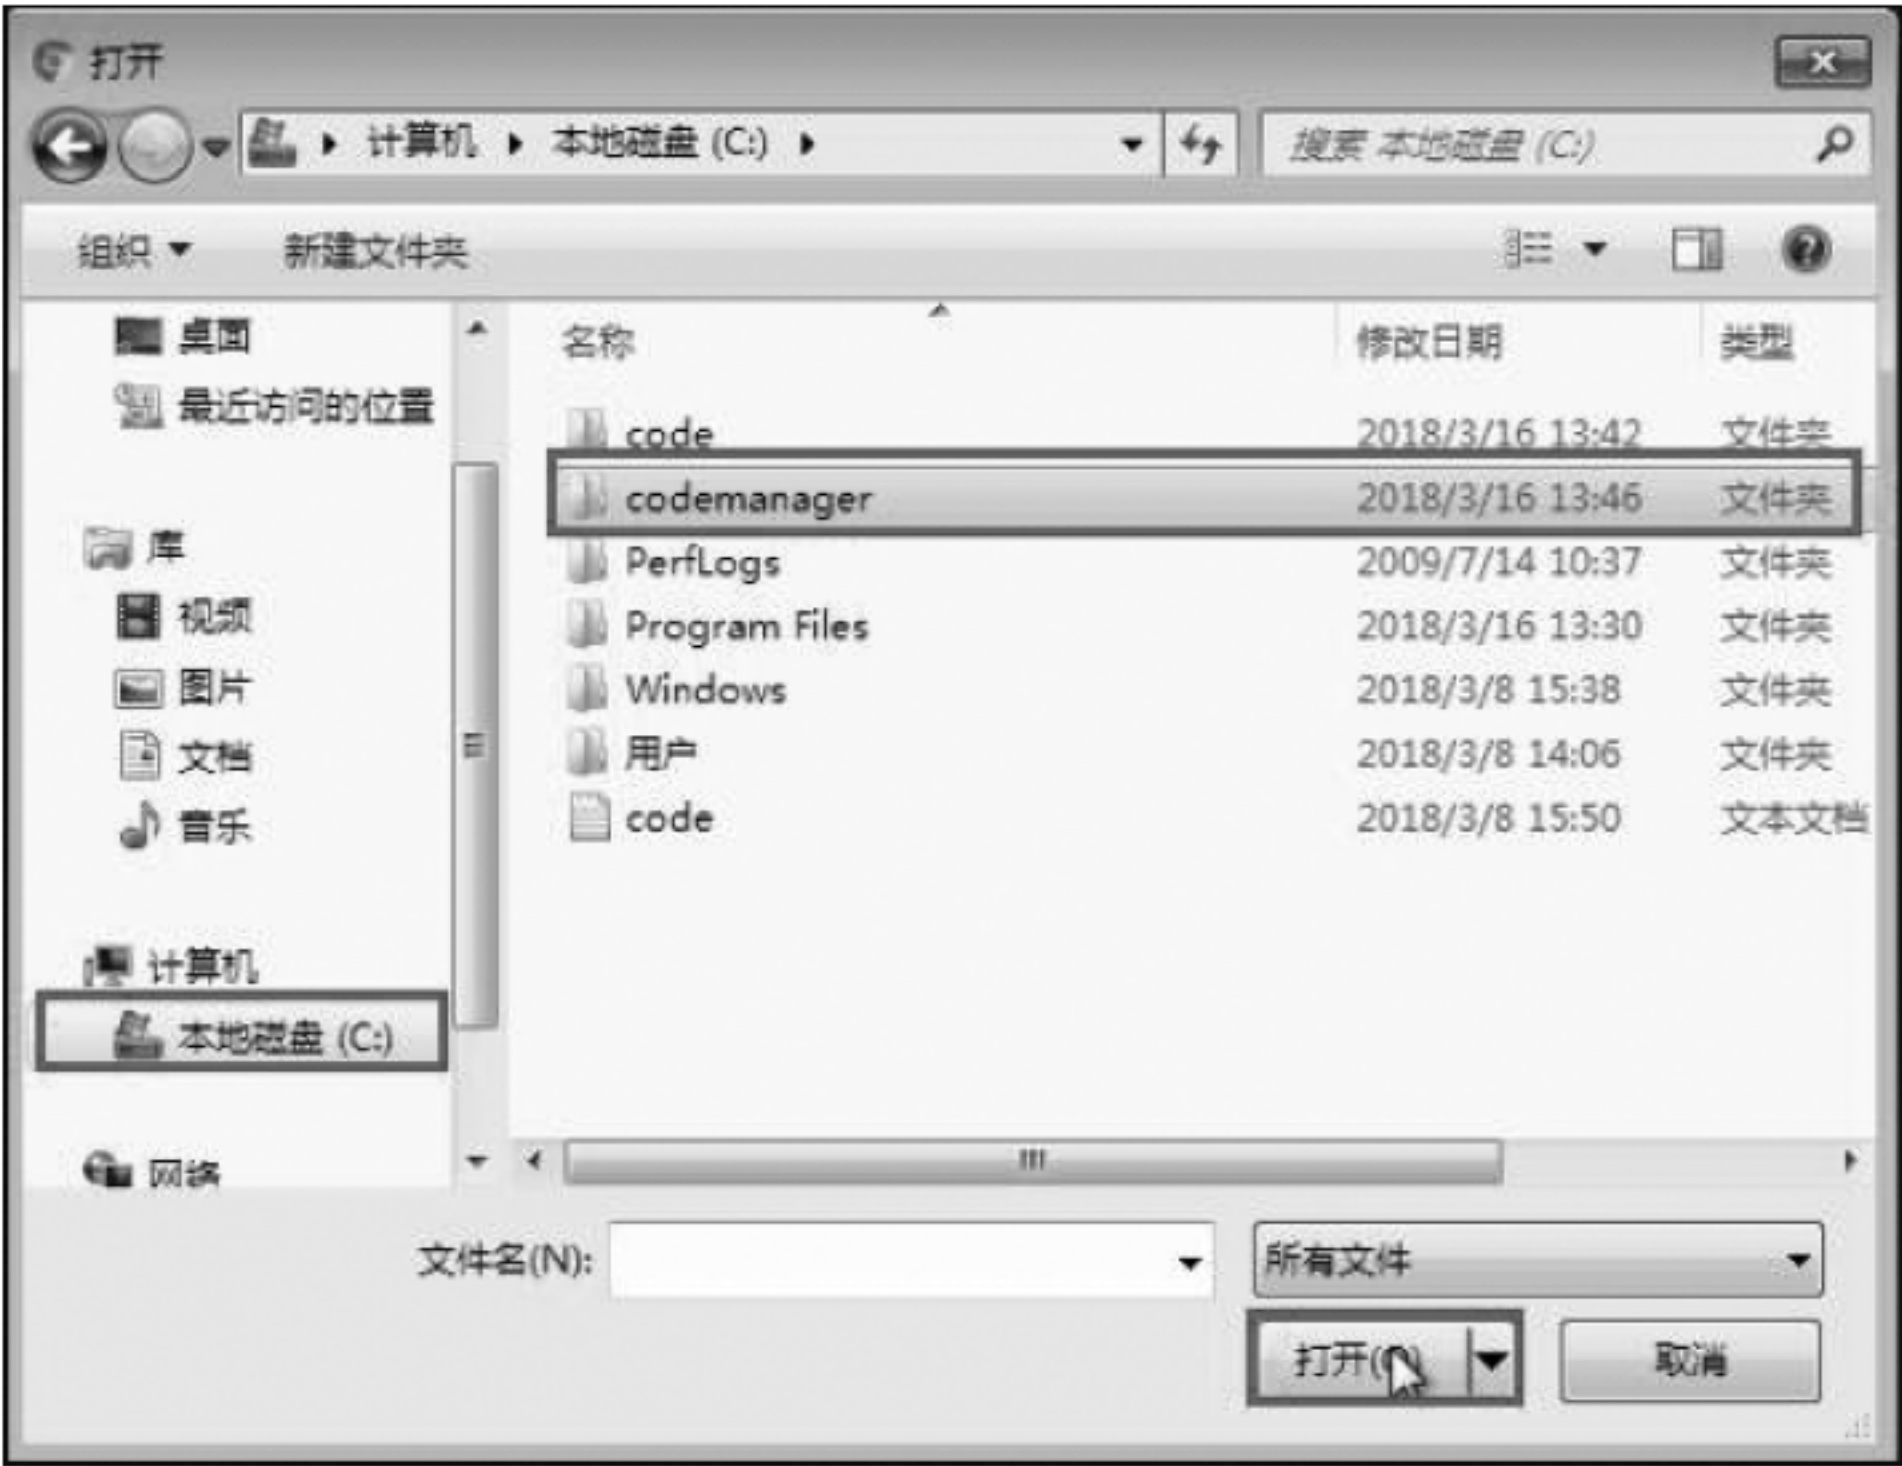 打开
计算机 本地磁盘 (C:)
搜索 本地磁盘 (C:)
组织 新建文件夹
桌面
最近访问的位置
库
视频
图片
文档
音乐
计算机
本地磁盘 (C:)
网络
名称 修改日期 类型
code 2018/3/16 13:42 文件夹
codemanager 2018/3/16 13:46 文件夹
PerfLogs 2009/7/14 10:37 文件夹
Program Files 2018/3/16 13:30 文件夹
Windows 2018/3/8 15:38 文件夹
用户 2018/3/8 14:06 文件夹
code 2018/3/8 15:50 文本文档
文件名(N): 所有文件
打开(O) 取消